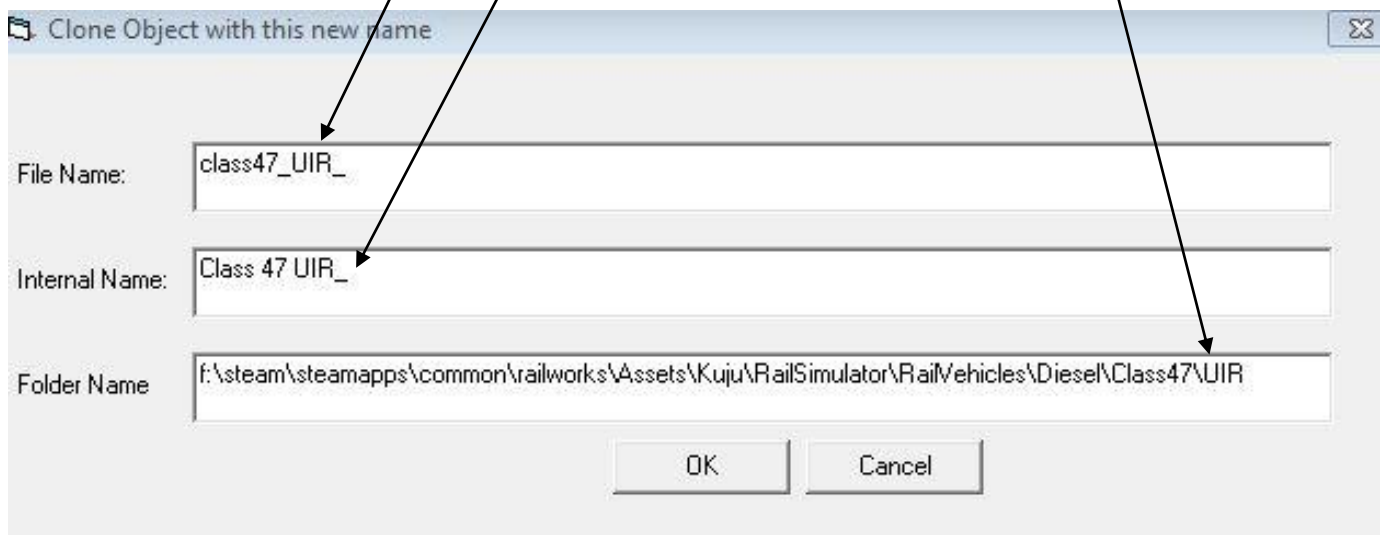 Clone Object with this new name
File Name:
class47_UIR_
Internal Name:
Class 47 UIR_
Folder Name
f:\steam\steamapps\common\railworks\Assets\Kuju\RailSimulator\RailVehicles\Diesel\Class47\UIR
OK Cancel